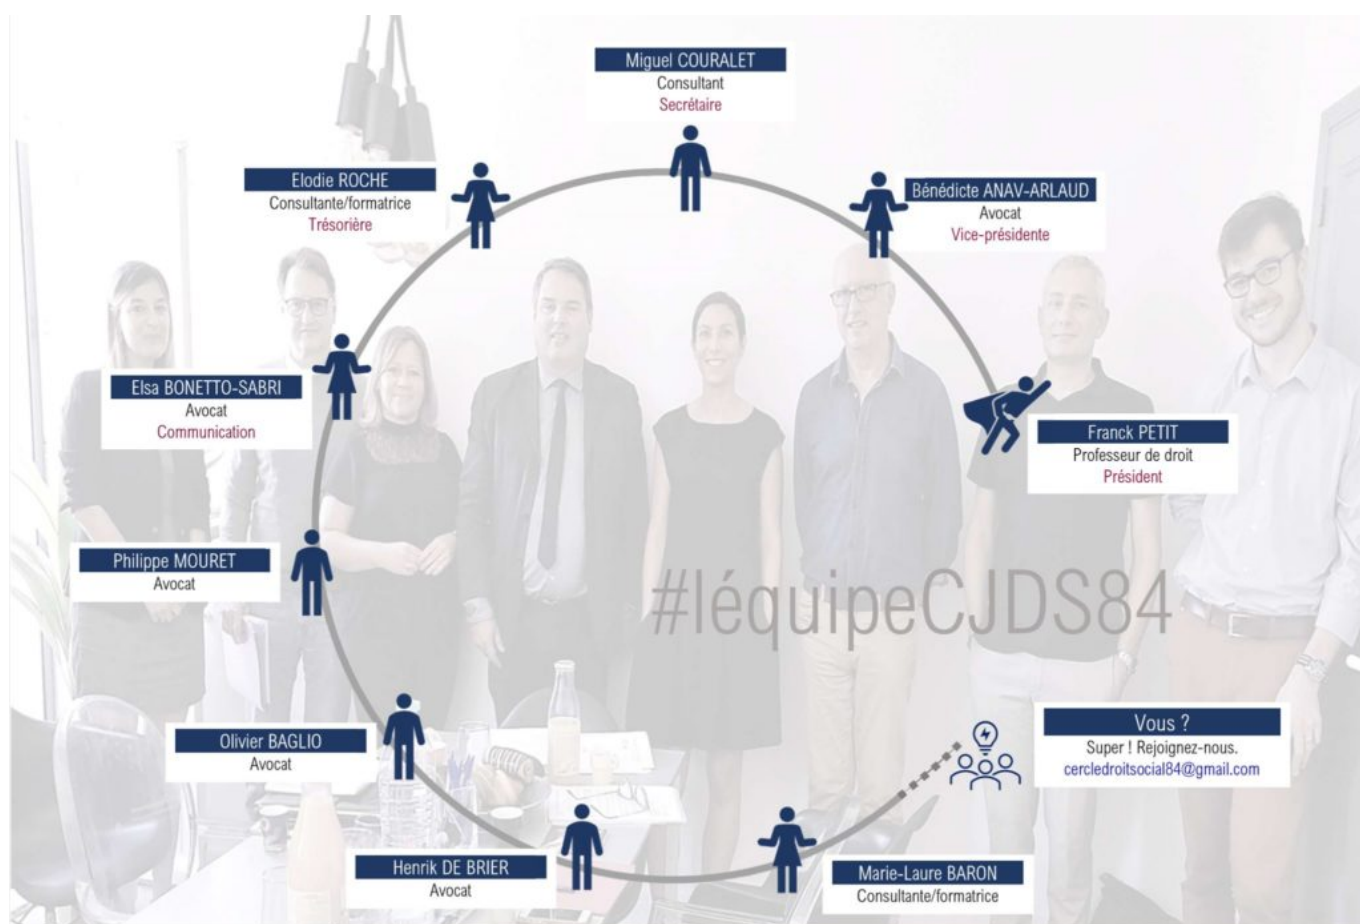 Miguel COURALET
Consultant
Secrétaire
Elodie ROCHE
Consultante/formatrice
Trésorière
Bénédicte ANAV-ARLAUD
Avocat
Vice-présidente
Elsa BONETTO-SABRI
Avocat
Communication
Franck PETIT
Professeur de droit
Président
Philippe MOURET
Avocat
#léquipeCJDS84
Olivier BAGLIO
Avocat
Vous ?
Super ! Rejoignez-nous.
cercledroitsocial84@gmail.com
Henrik DE BRIER
Avocat
Marie-Laure BARON
Consultante/formatrice